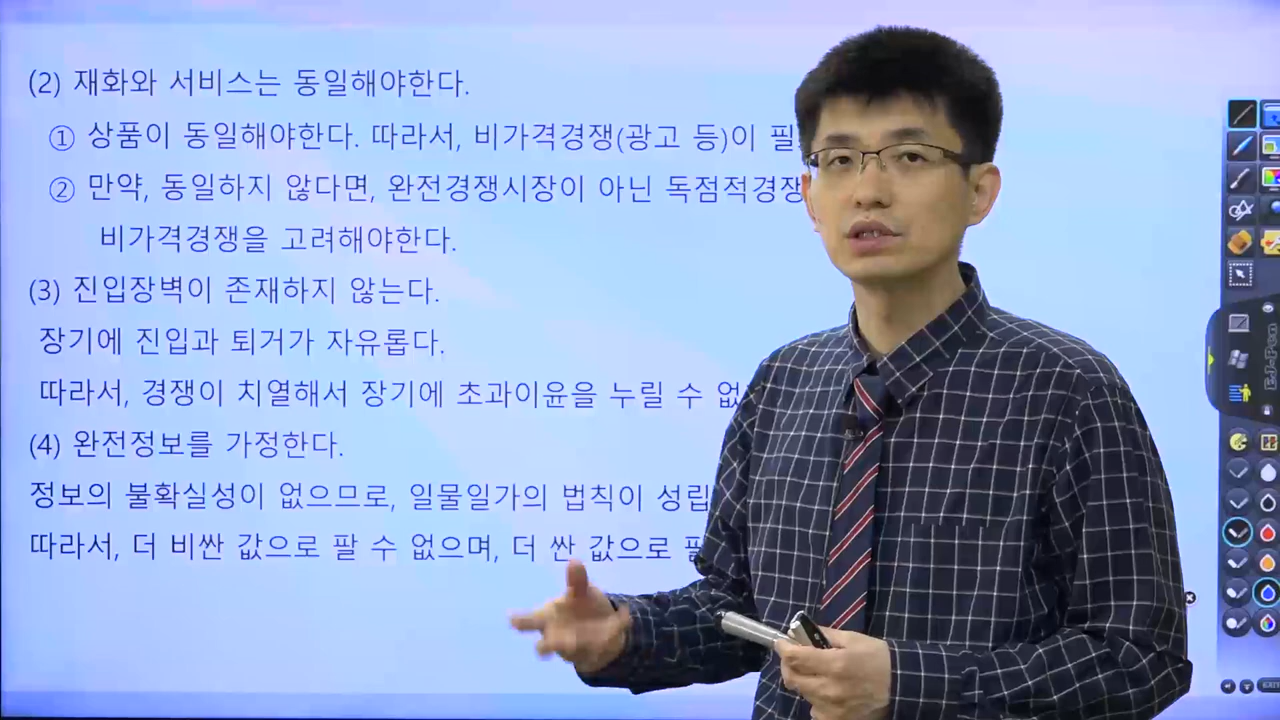 (2) 재화와 서비스는 동일해야한다.
① 상품이 동일해야한다. 따라서, 비가격경쟁(광고 등)이
② 만약, 동일하지 않다면, 완전경쟁시장이 아닌 독점적경쟁
비가격경쟁을 고려해야한다.
(3) 진입장벽이 존재하지 않는다.
장기에 진입과 퇴거가 자유롭다.
따라서, 경쟁이 치열해서 장기에 초과이윤을 누릴 수
(4) 완전정보를 가정한다.
정보의 불확실성이 없으므로, 일물일가의 법칙이
따라서, 더 비싼 값으로 팔 수 없으며, 더 싼 값으로